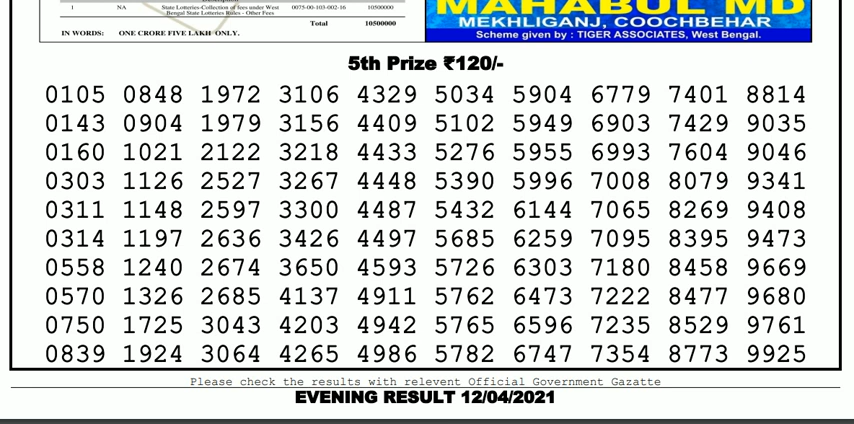 1 NA State Lotteries-Collection of fees under West Bengal State Lotteries Rules - Other Fees 0075-00-103-002-16 10500000
Total 10500000
IN WORDS: ONE CRORE FIVE LAKH ONLY.
MAHABUL MD
MEKHLIGANJ, COOCHBEHAR
Scheme given by : TIGER ASSOCIATES, West Bengal.
5th Prize ₹120/-
0105 0848 1972 3106 4329 5034 5904 6779 7401 8814
0143 0904 1979 3156 4409 5102 5949 6903 7429 9035
0160 1021 2122 3218 4433 5276 5955 6993 7604 9046
0303 1126 2527 3267 4448 5390 5996 7008 8079 9341
0311 1148 2597 3300 4487 5432 6144 7065 8269 9408
0314 1197 2636 3426 4497 5685 6259 7095 8395 9473
0558 1240 2674 3650 4593 5726 6303 7180 8458 9669
0570 1326 2685 4137 4911 5762 6473 7222 8477 9680
0750 1725 3043 4203 4942 5765 6596 7235 8529 9761
0839 1924 3064 4265 4986 5782 6747 7354 8773 9925
Please check the results with relevent Official Government Gazatte
EVENING RESULT 12/04/2021